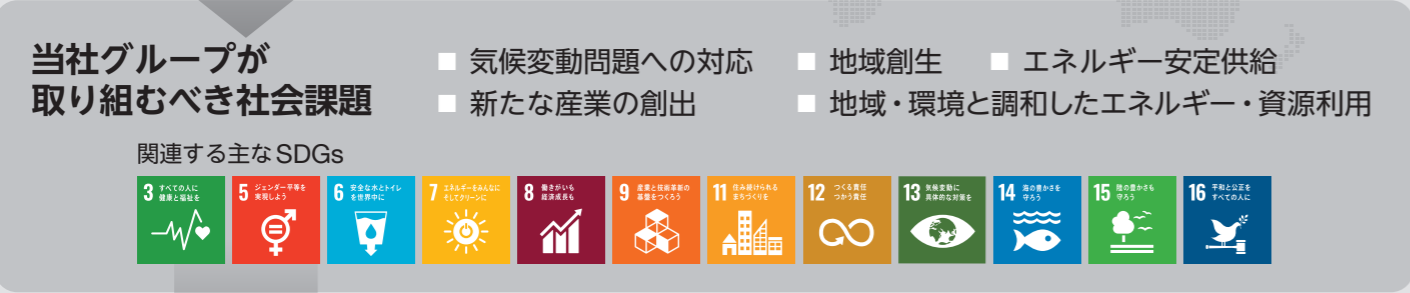 当社グループが
取り組むべき社会課題
■ 気候変動問題への対応 ■ 地域創生 ■ エネルギー安定供給
■ 新たな産業の創出 ■ 地域・環境と調和したエネルギー・資源利用
関連する主なSDGs
3 すべての人に
健康と福祉を
5 ジェンダー平等を
実現しよう
6 安全な水とトイレ
を世界中に
7 エネルギーをみんなに
そしてクリーンに
8 働きがいも
経済成長も
9 産業と技術革新の
基盤をつくろう
11 住み続けられる
まちづくりを
12 つくる責任
つかう責任
13 気候変動に
具体的な対策を
14 海の豊かさを
守ろう
15 陸の豊かさも
守ろう
16 平和と公正を
すべての人に